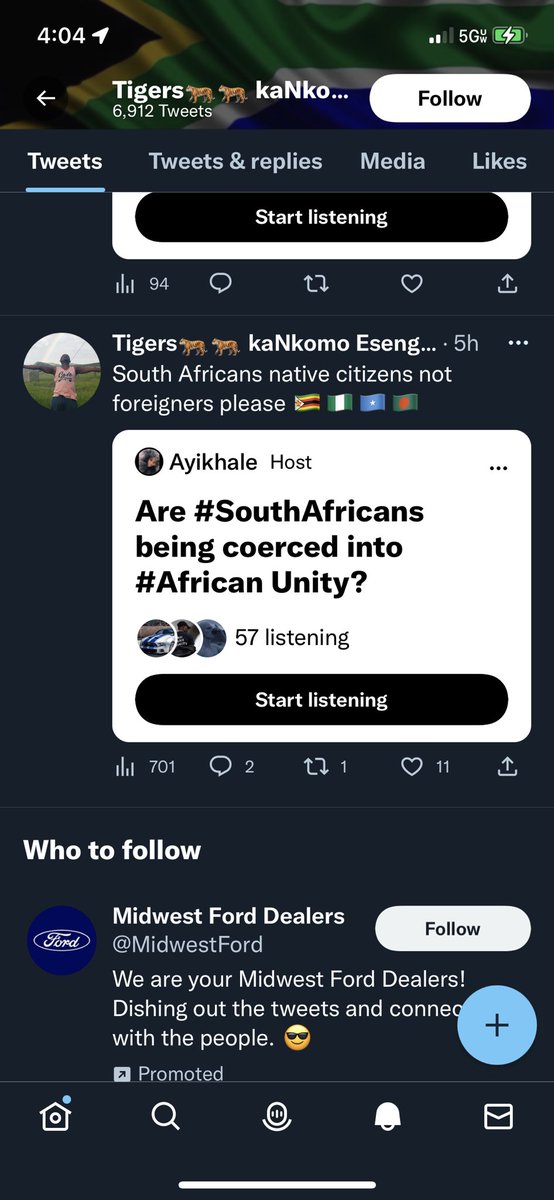 4:04
5GUW
Tigers🐅🐅 kaNko...
6,912 Tweets
Follow
Tweets
Tweets & replies
Media
Likes
Start listening
94
Tigers🐅🐅 kaNkomo Eseng... · 5h
South Africans native citizens not
foreigners please 🇿🇼 🇳🇬 🇸🇴 🇧🇩
Ayikhale Host
Are #SouthAfricans
being coerced into
#African Unity?
57 listening
Start listening
701
2
1
11
Who to follow
Ford
Midwest Ford Dealers
@MidwestFord
Follow
We are your Midwest Ford Dealers!
Dishing out the tweets and connec
with the people. 😎
Promoted